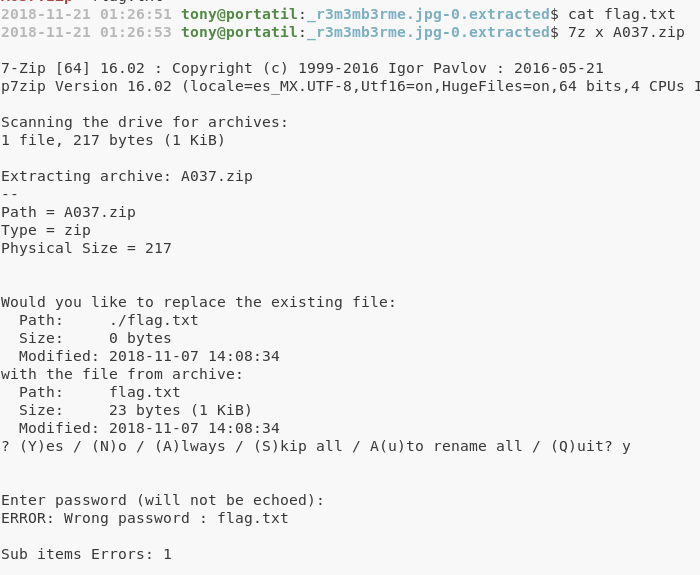 2018-11-21 01:26:51 tony@portatil:_r3m3mb3rme.jpg-0.extracted$ cat flag.txt
2018-11-21 01:26:53 tony@portatil:_r3m3mb3rme.jpg-0.extracted$ 7z x A037.zip
7-Zip [64] 16.02 : Copyright (c) 1999-2016 Igor Pavlov : 2016-05-21
p7zip Version 16.02 (locale=es_MX.UTF-8,Utf16=on,HugeFiles=on,64 bits,4 CPUs I
Scanning the drive for archives:
1 file, 217 bytes (1 KiB)
Extracting archive: A037.zip
--
Path = A037.zip
Type = zip
Physical Size = 217
Would you like to replace the existing file:
Path:     ./flag.txt
Size:     0 bytes
Modified: 2018-11-07 14:08:34
with the file from archive:
Path:     flag.txt
Size:     23 bytes (1 KiB)
Modified: 2018-11-07 14:08:34
? (Y)es / (N)o / (A)lways / (S)kip all / A(u)to rename all / (Q)uit? y
Enter password (will not be echoed):
ERROR: Wrong password : flag.txt
Sub items Errors: 1